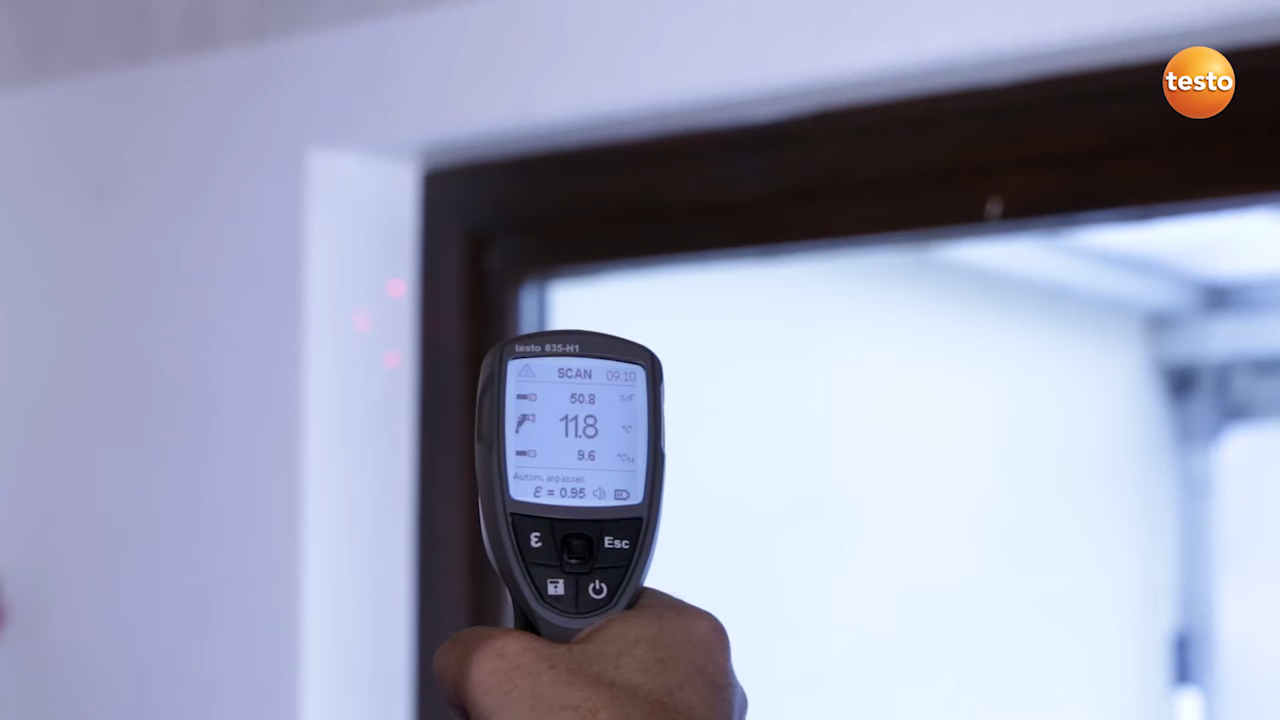 testo
testo 835-H1
SCAN 09:10
50.8 %rF
11.8 °C
9.6 °Ctd
Autom. anpassen
ε = 0.95
ε Esc